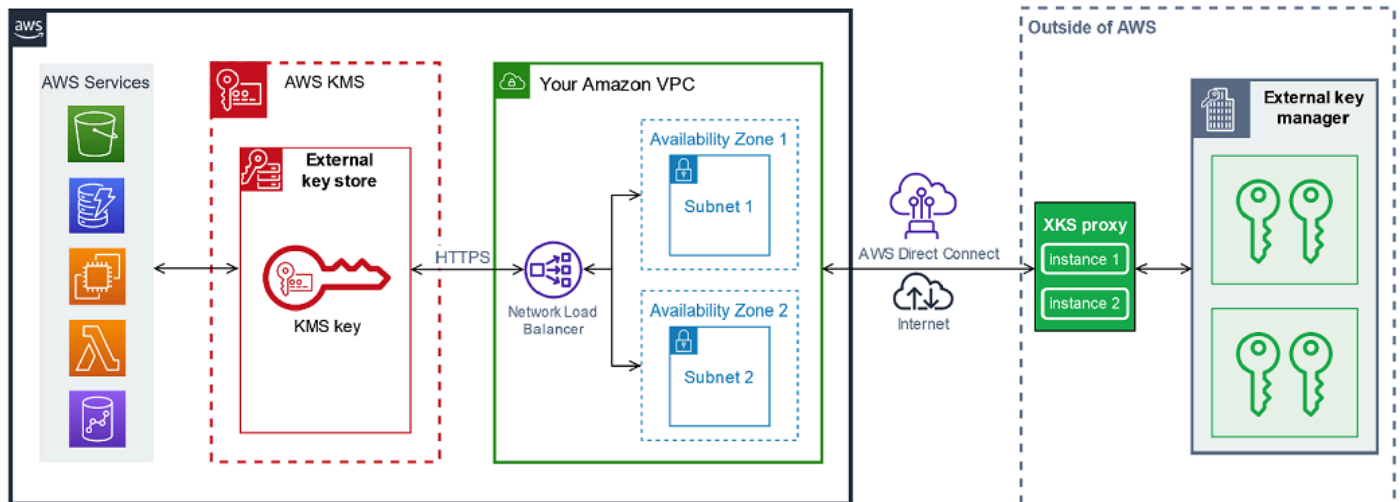 aws
AWS Services
AWS KMS
External
key store
KMS key
HTTPS
Your Amazon VPC
Network Load
Balancer
Availability Zone 1
Subnet 1
Availability Zone 2
Subnet 2
AWS Direct Connect
Internet
Outside of AWS
XKS proxy
instance 1
instance 2
External key
manager